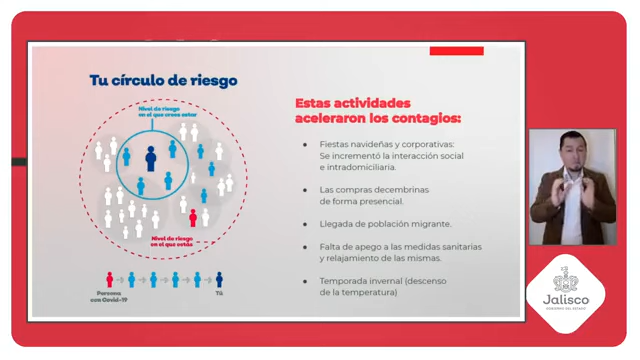 Tu círculo de riesgo
Nivel de riesgo
en el que crees estar
Nivel de riesgo
en el que estás
Persona
con Covid-19
Tú
Estas actividades
aceleraron los contagios:
● Fiestas navideñas y corporativas:
Se incrementó la interacción social
e intradomiciliaria.
● Las compras decembrinas
de forma presencial.
● Llegada de población migrante.
● Falta de apego a las medidas sanitarias
y relajamiento de las mismas.
● Temporada invernal (descenso
de la temperatura)
Jalisco
GOBIERNO DEL ESTADO